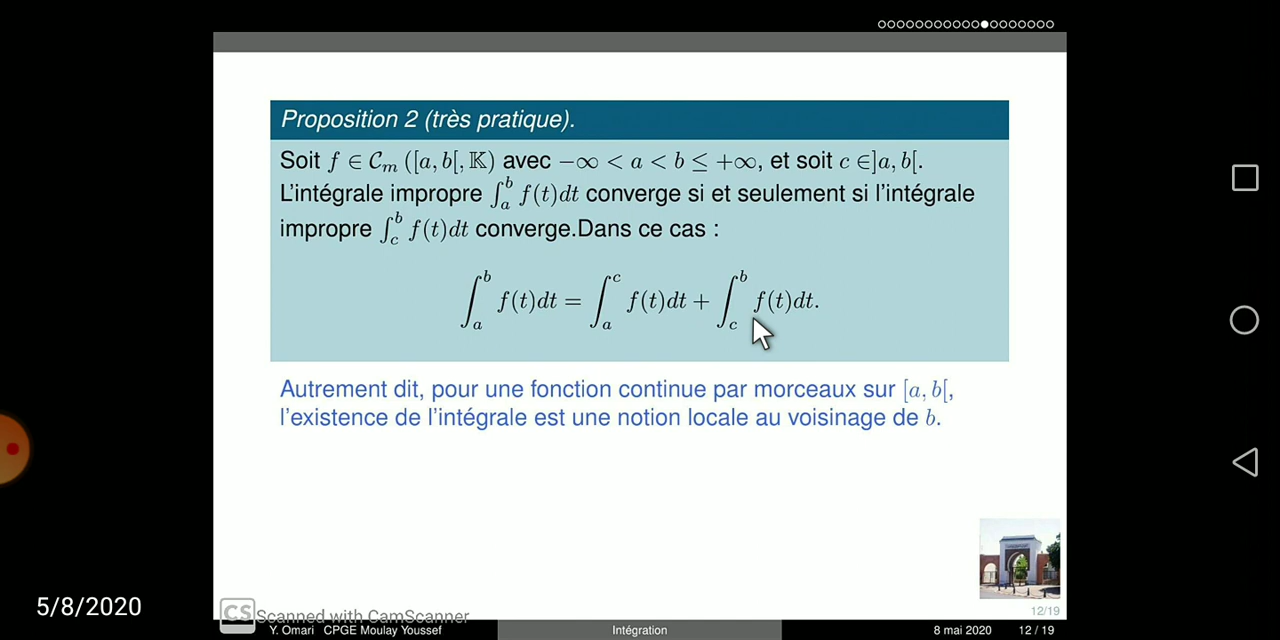 Proposition 2 (très pratique).
Soit f ∈ 𝒞ₘ ([a, b[, 𝕂) avec −∞ < a < b ≤ +∞, et soit c ∈]a, b[.
L'intégrale impropre ∫_a^b f(t)dt converge si et seulement si l'intégrale
impropre ∫_c^b f(t)dt converge.Dans ce cas :
∫_a^b f(t)dt = ∫_a^c f(t)dt + ∫_c^b f(t)dt.
Autrement dit, pour une fonction continue par morceaux sur [a, b[,
l'existence de l'intégrale est une notion locale au voisinage de b.
5/8/2020
CS Scanned with CamScanner
12/19
Y. Omari CPGE Moulay Youssef Intégration 8 mai 2020 12 / 19